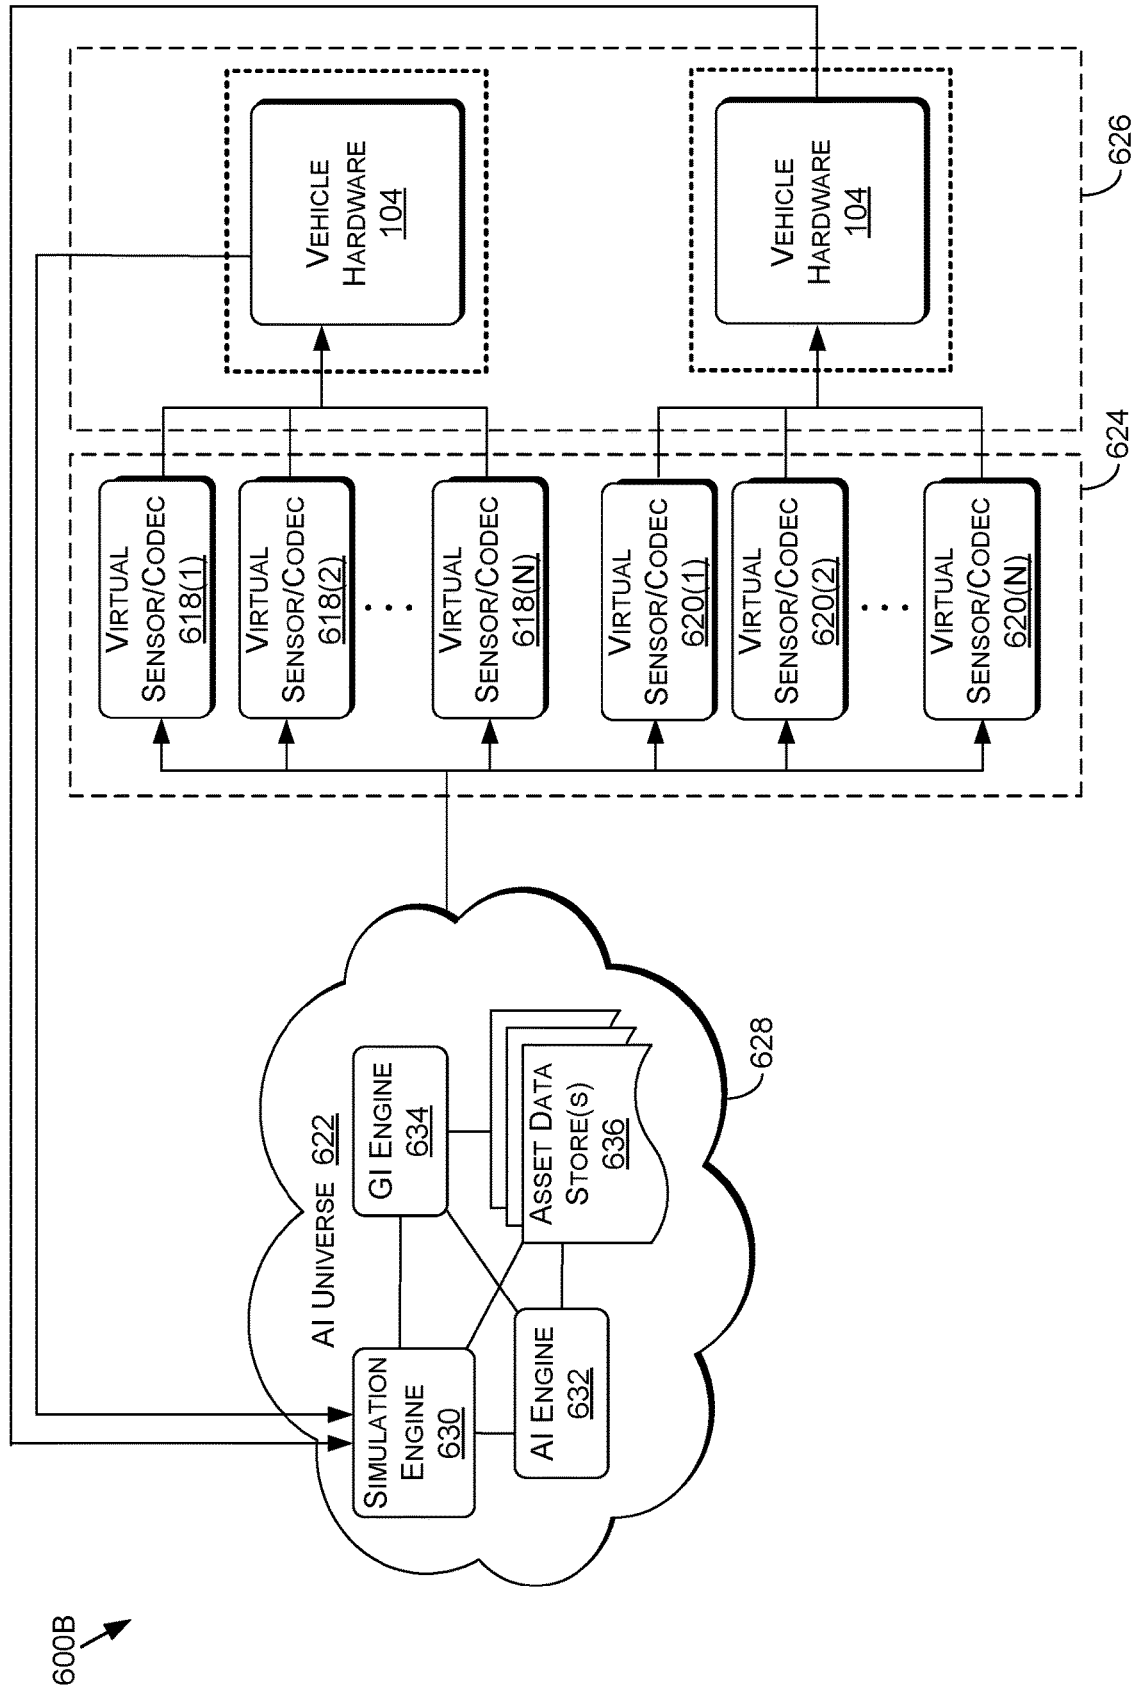 600B
AI UNIVERSE 622
SIMULATION
ENGINE
630
GI ENGINE
634
AI ENGINE
632
ASSET DATA
STORE(S)
636
628
VIRTUAL
SENSOR/CODEC
618(1)
VIRTUAL
SENSOR/CODEC
618(2)
...
VIRTUAL
SENSOR/CODEC
618(N)
VIRTUAL
SENSOR/CODEC
620(1)
VIRTUAL
SENSOR/CODEC
620(2)
...
VIRTUAL
SENSOR/CODEC
620(N)
624
VEHICLE
HARDWARE
104
VEHICLE
HARDWARE
104
626